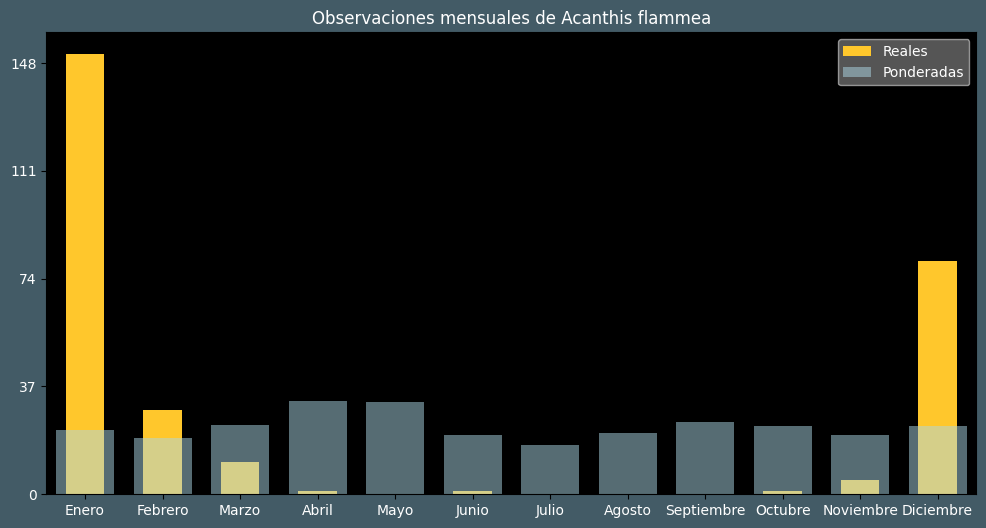 Observaciones mensuales de Acanthis flammea
Reales
Ponderadas
148
111
74
37
0
Enero Febrero Marzo Abril Mayo Junio Julio Agosto Septiembre Octubre Noviembre Diciembre